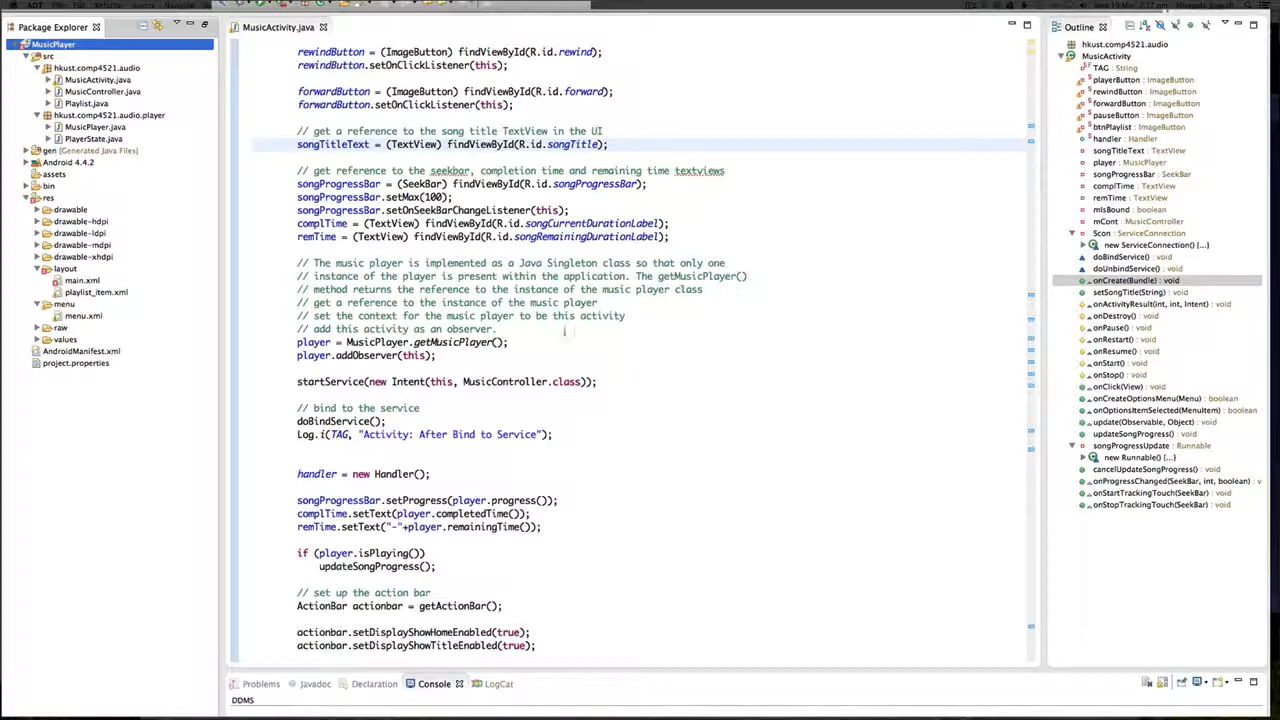 Package Explorer
MusicPlayer
src
hkust.comp4521.audio
MusicActivity.java
MusicController.java
Playlist.java
hkust.comp4521.audio.player
MusicPlayer.java
PlayerState.java
gen [Generated Java Files]
Android 4.4.2
assets
bin
res
drawable
drawable-hdpi
drawable-ldpi
drawable-mdpi
drawable-xhdpi
layout
main.xml
playlist_item.xml
menu
menu.xml
raw
values
AndroidManifest.xml
project.properties
MusicActivity.java
rewindButton = (ImageButton) findViewById(R.id.rewind);
rewindButton.setOnClickListener(this);
forwardButton = (ImageButton) findViewById(R.id.forward);
forwardButton.setOnClickListener(this);
// get a reference to the song title TextView in the UI
songTitleText = (TextView) findViewById(R.id.songTitle);
// get reference to the seekbar, completion time and remaining time textviews
songProgressBar = (SeekBar) findViewById(R.id.songProgressBar);
songProgressBar.setMax(100);
songProgressBar.setOnSeekBarChangeListener(this);
complTime = (TextView) findViewById(R.id.songCurrentDurationLabel);
remTime = (TextView) findViewById(R.id.songRemainingDurationLabel);
// The music player is implemented as a Java Singleton class so that only one
// instance of the player is present within the application. The getMusicPlayer()
// method returns the reference to the instance of the music player class
// get a reference to the instance of the music player
// set the context for the music player to be this activity
// add this activity as an observer.
player = MusicPlayer.getMusicPlayer();
player.addObserver(this);
startService(new Intent(this, MusicController.class));
// bind to the service
doBindService();
Log.i(TAG, "Activity: After Bind to Service");
handler = new Handler();
songProgressBar.setProgress(player.progress());
complTime.setText(player.completedTime());
remTime.setText("-"+player.remainingTime());
if (player.isPlaying())
updateSongProgress();
// set up the action bar
ActionBar actionbar = getActionBar();
actionbar.setDisplayShowHomeEnabled(true);
actionbar.setDisplayShowTitleEnabled(true);
Problems Javadoc Declaration Console LogCat
DDMS
Outline
hkust.comp4521.audio
MusicActivity
TAG : String
playerButton : ImageButton
rewindButton : ImageButton
forwardButton : ImageButton
pauseButton : ImageButton
btnPlaylist : ImageButton
handler : Handler
songTitleText : TextView
player : MusicPlayer
songProgressBar : SeekBar
complTime : TextView
remTime : TextView
mIsBound : boolean
mCont : MusicController
Scon : ServiceConnection
new ServiceConnection() {...}
doBindService() : void
doUnbindService() : void
onCreate(Bundle) : void
setSongTitle(String) : void
onActivityResult(int, int, Intent) : void
onDestroy() : void
onPause() : void
onRestart() : void
onResume() : void
onStart() : void
onStop() : void
onClick(View) : void
onCreateOptionsMenu(Menu) : boolean
onOptionsItemSelected(MenuItem) : boolean
update(Observable, Object) : void
updateSongProgress() : void
songProgressUpdate : Runnable
new Runnable() {...}
cancelUpdateSongProgress() : void
onProgressChanged(SeekBar, int, boolean) : v
onStartTrackingTouch(SeekBar) : void
onStopTrackingTouch(SeekBar) : void